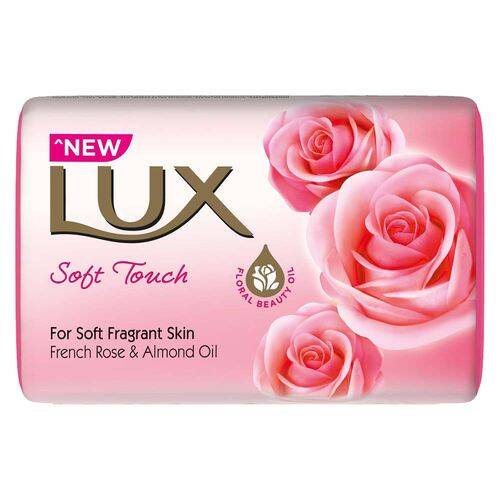 ^NEW
LUX
Soft Touch
FLORAL BEAUTY OIL
For Soft Fragrant Skin
French Rose & Almond Oil